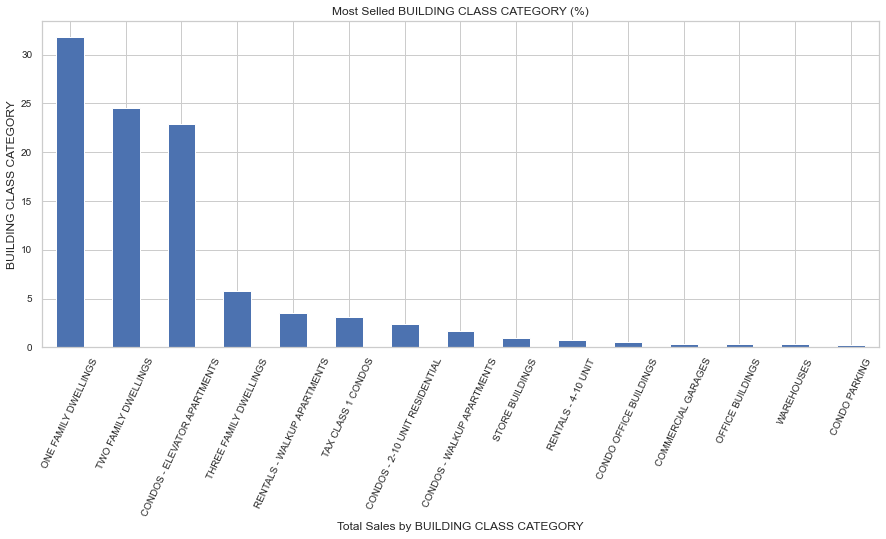 Most Selled BUILDING CLASS CATEGORY (%)
BUILDING CLASS CATEGORY
30
25
20
15
10
5
0
ONE FAMILY DWELLINGS
TWO FAMILY DWELLINGS
CONDOS - ELEVATOR APARTMENTS
THREE FAMILY DWELLINGS
RENTALS - WALKUP APARTMENTS
TAX CLASS 1 CONDOS
CONDOS - 2-10 UNIT RESIDENTIAL
CONDOS - WALKUP APARTMENTS
STORE BUILDINGS
RENTALS - 4-10 UNIT
CONDO OFFICE BUILDINGS
COMMERCIAL GARAGES
OFFICE BUILDINGS
WAREHOUSES
CONDO PARKING
Total Sales by BUILDING CLASS CATEGORY